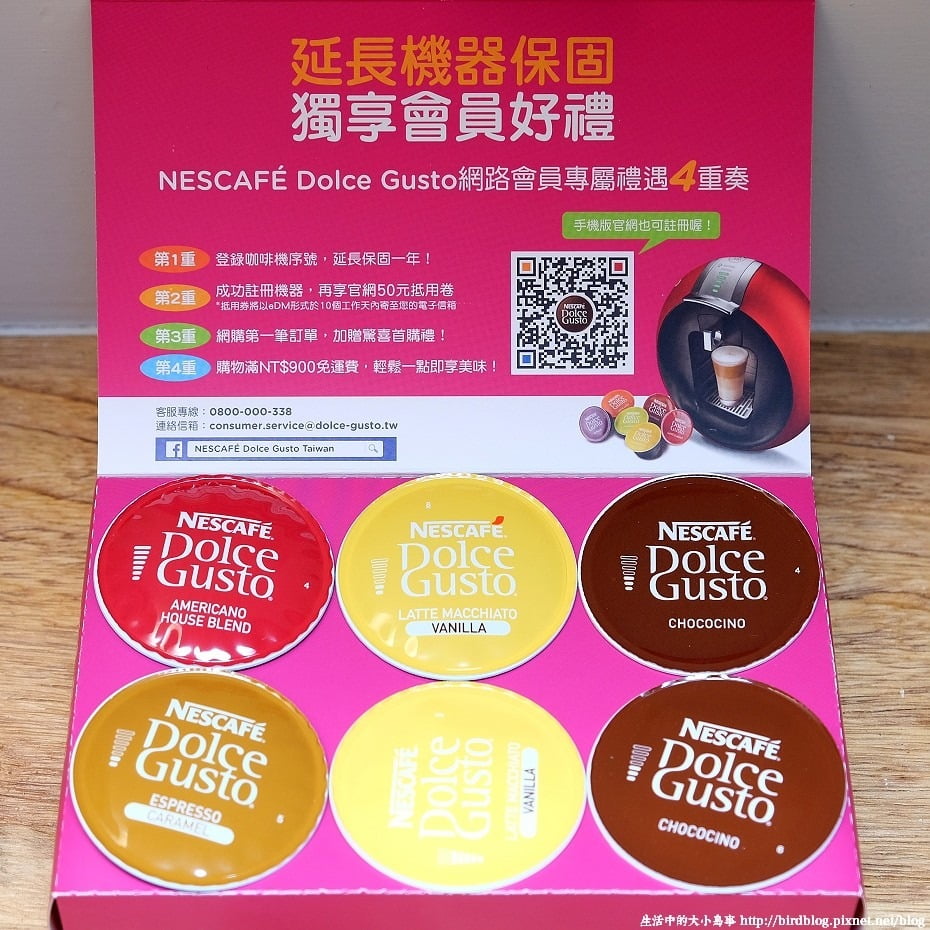 延長機器保固
獨享會員好禮
NESCAFÉ Dolce Gusto網路會員專屬禮遇4重奏
手機版官網也可註冊喔！
第1重 登錄咖啡機序號，延長保固一年！
第2重 成功註冊機器，再享官網50元抵用卷
*抵用券將以eDM形式於10個工作天內寄至您的電子信箱
第3重 網購第一筆訂單，加贈驚喜首購禮！
第4重 購物滿NT$900免運費，輕鬆一點即享美味！
NESCAFÉ
Dolce
Gusto
客服專線：0800-000-338
連絡信箱：consumer.service@dolce-gusto.tw
f NESCAFÉ Dolce Gusto Taiwan
NESCAFÉ.
Dolce
Gusto
4
AMERICANO
HOUSE BLEND
8
NESCAFÉ
Dolce
Gusto
LATTE MACCHIATO
VANILLA
NESCAFÉ.
Dolce
Gusto
4
CHOCOCINO
NESCAFÉ.
Dolce
Gusto
ESPRESSO
CARAMEL
NESCAFÉ
Dolce
Gusto
LATTE MACCHIATO
VANILLA
NESCAFÉ.
Dolce
Gusto
CHOCOCINO
生活中的大小鳥事 http://birdblog.pixnet.net/blog